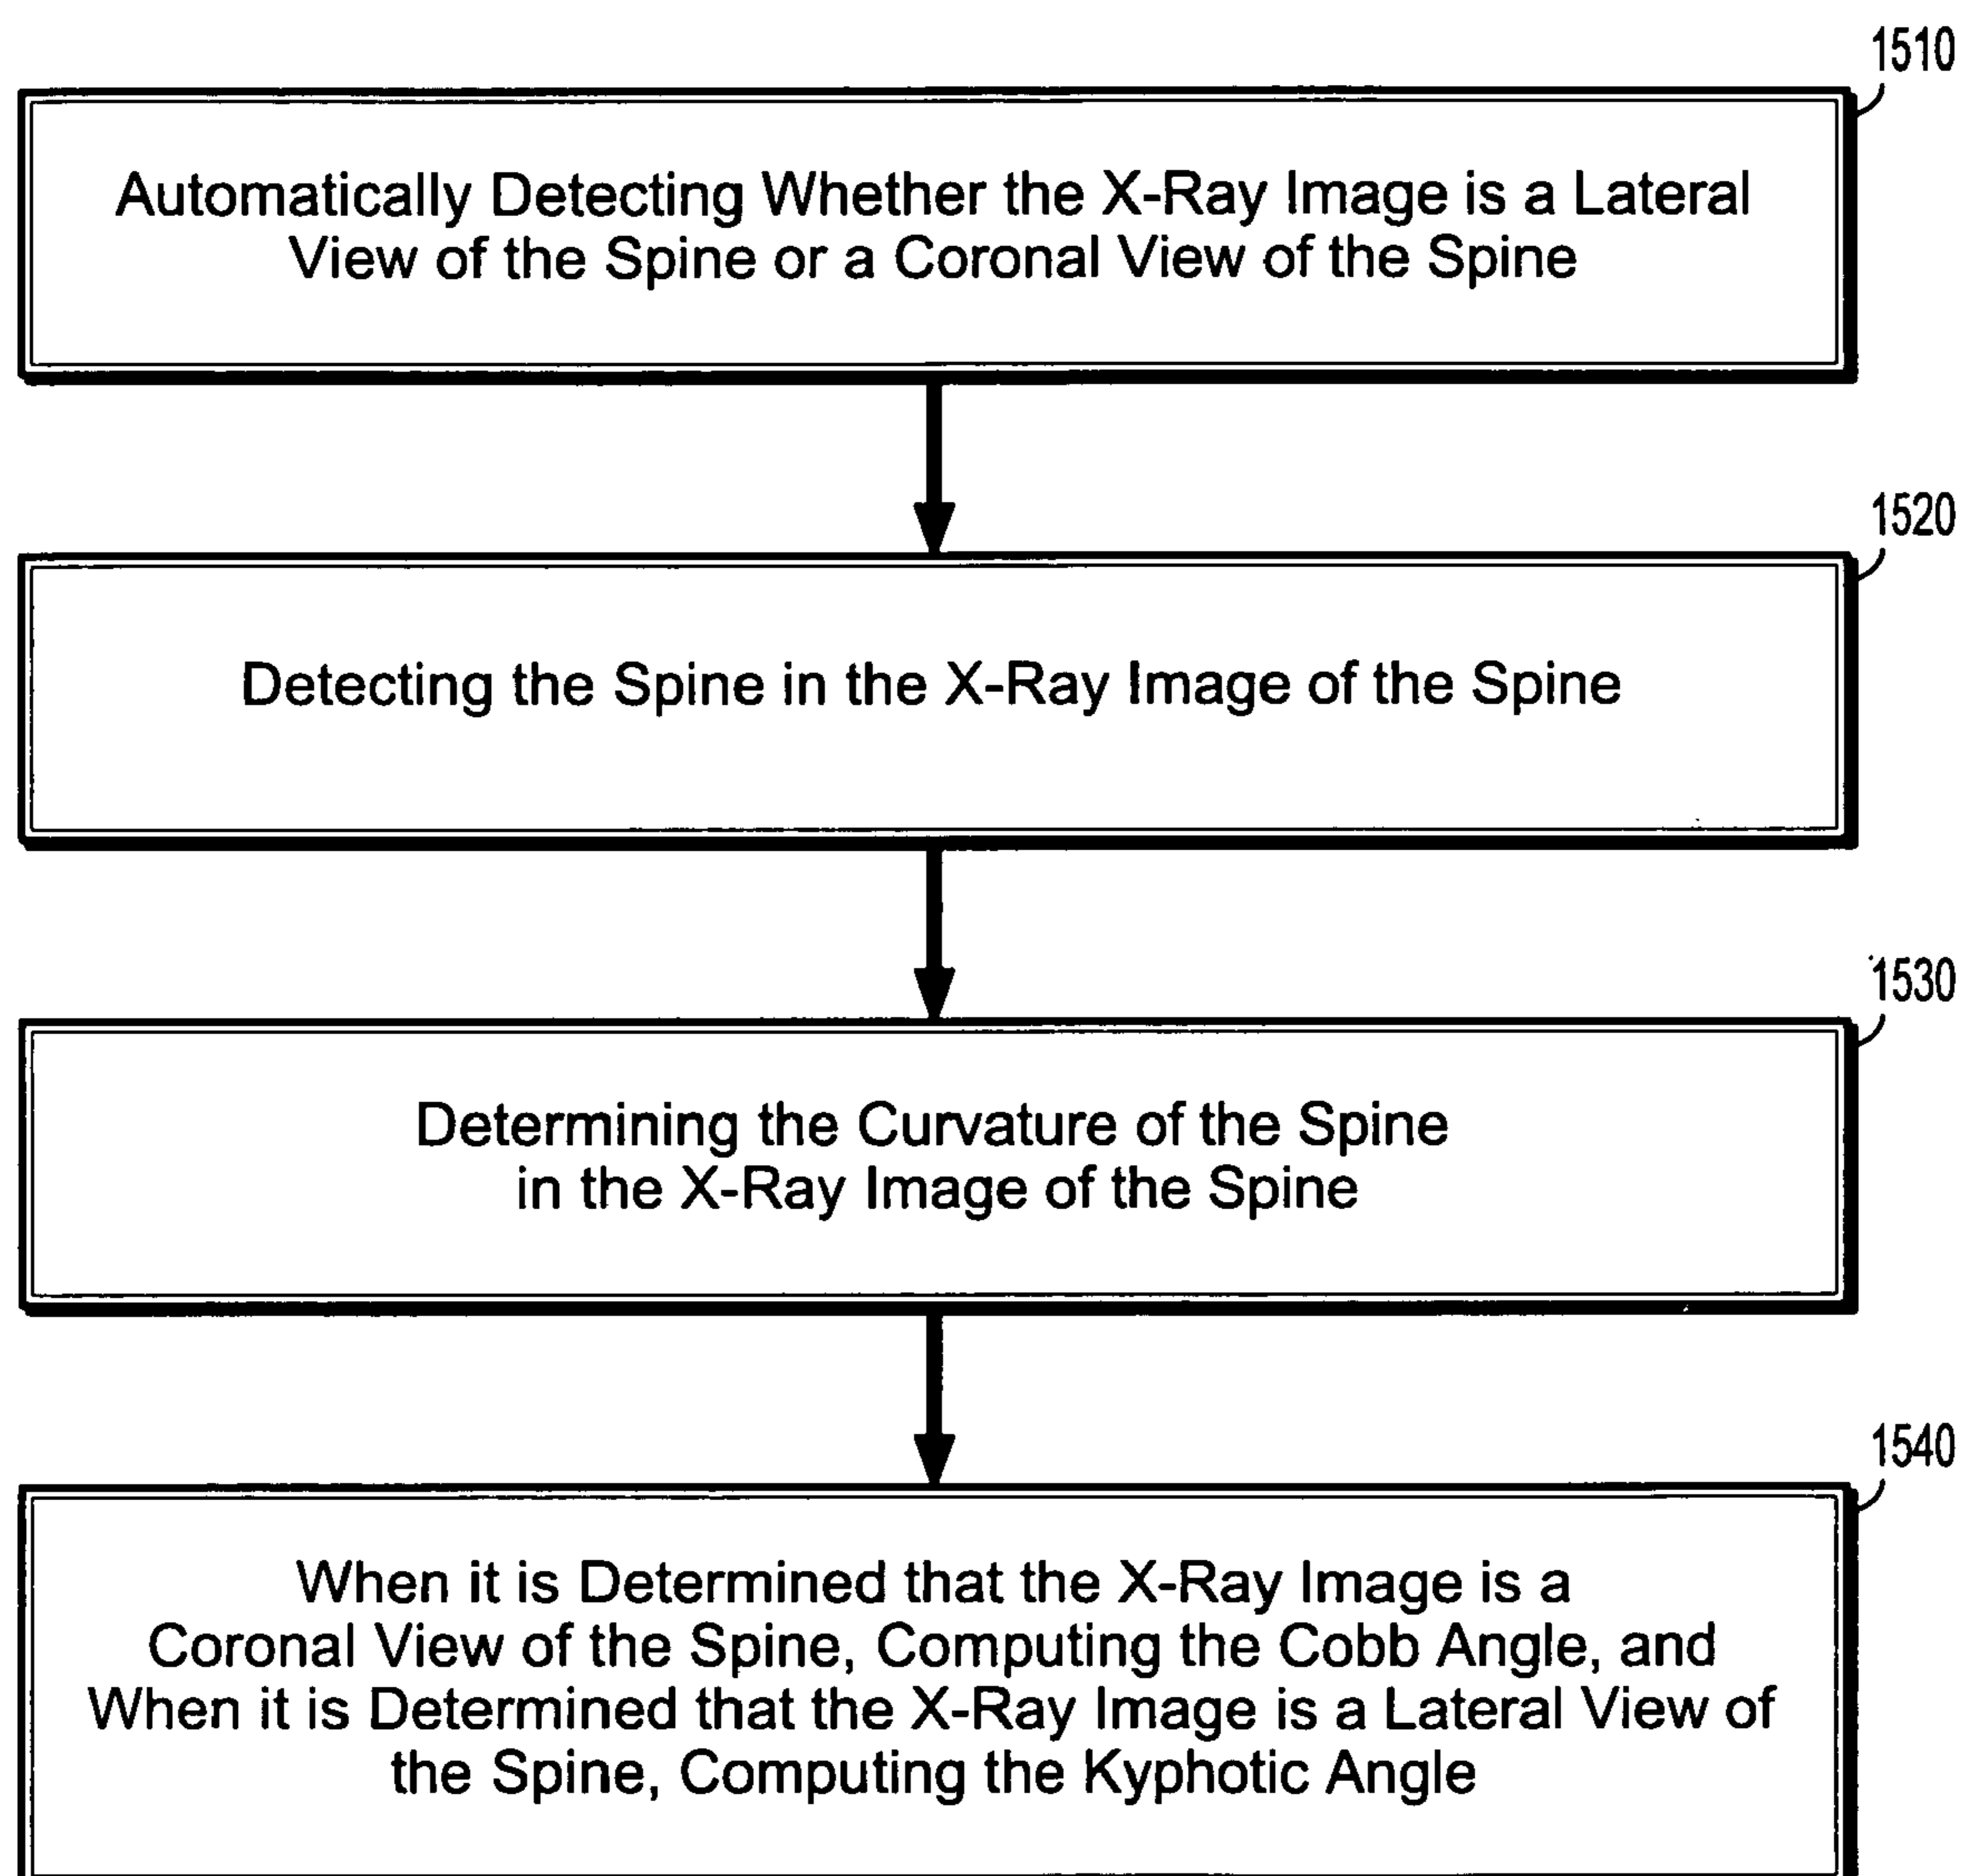 1510
Automatically Detecting Whether the X-Ray Image is a Lateral
View of the Spine or a Coronal View of the Spine
1520
Detecting the Spine in the X-Ray Image of the Spine
1530
Determining the Curvature of the Spine
in the X-Ray Image of the Spine
1540
When it is Determined that the X-Ray Image is a
Coronal View of the Spine, Computing the Cobb Angle, and
When it is Determined that the X-Ray Image is a Lateral View of
the Spine, Computing the Kyphotic Angle